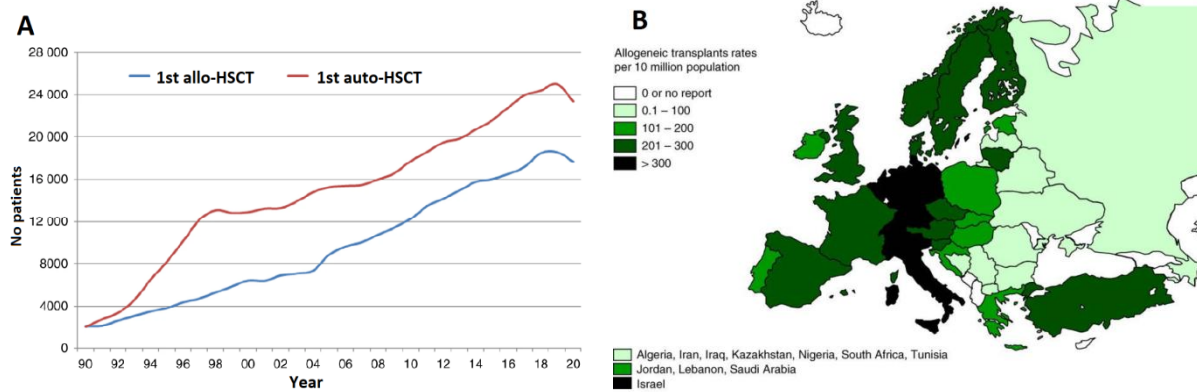 A
28 000
24 000
20 000
16 000
12 000
8000
4000
0
No patients
1st allo-HSCT
1st auto-HSCT
90 92 94 96 98 00 02 04 06 08 10 12 14 16 18 20
Year
B
Allogeneic transplants rates
per 10 million population
0 or no report
0.1 – 100
101 – 200
201 – 300
> 300
Algeria, Iran, Iraq, Kazakhstan, Nigeria, South Africa, Tunisia
Jordan, Lebanon, Saudi Arabia
Israel